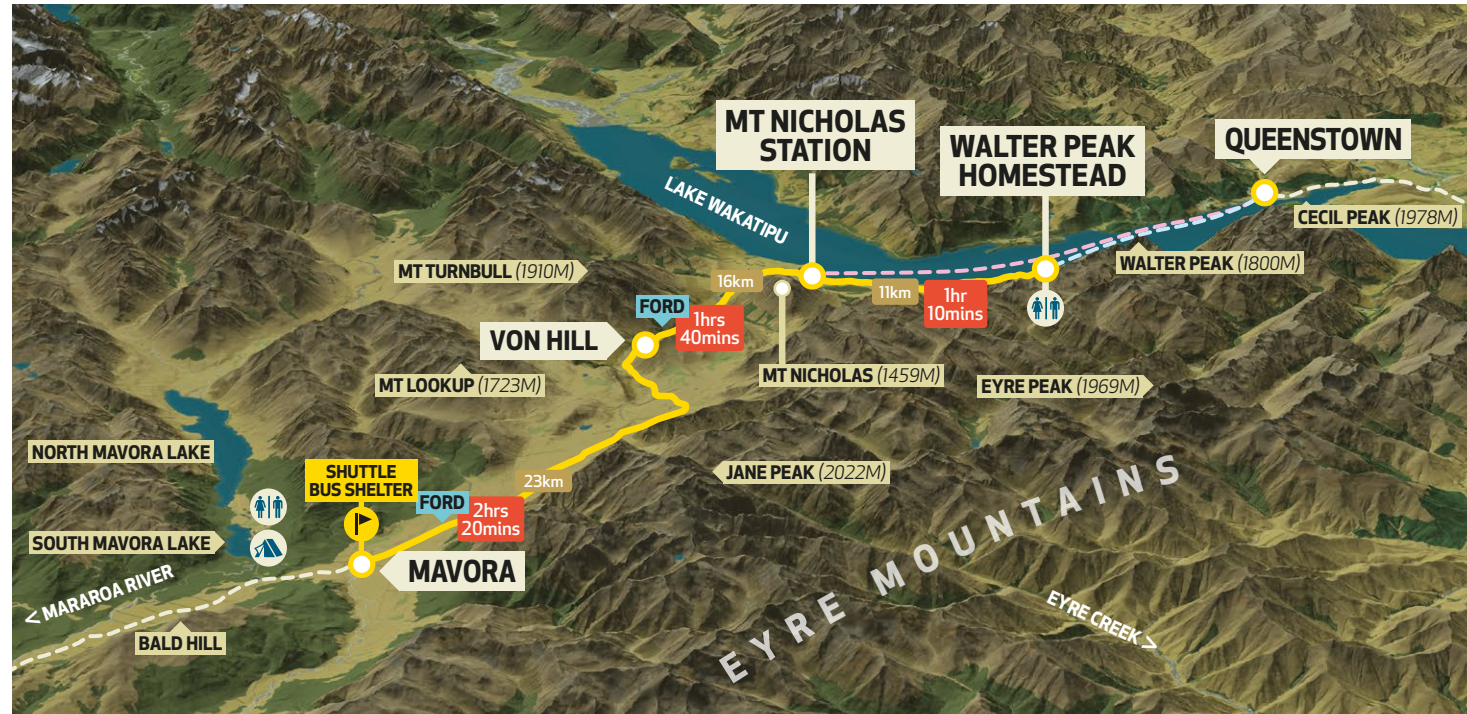 MT NICHOLAS
STATION
WALTER PEAK
HOMESTEAD
QUEENSTOWN
LAKE WAKATIPU
CECIL PEAK (1978M)
WALTER PEAK (1800M)
MT TURNBULL (1910M)
16km
11km
1hr
10mins
FORD
1hrs
40mins
VON HILL
MT NICHOLAS (1459M)
MT LOOKUP (1723M)
EYRE PEAK (1969M)
NORTH MAVORA LAKE
SHUTTLE
BUS SHELTER
JANE PEAK (2022M)
23km
FORD
2hrs
20mins
SOUTH MAVORA LAKE
MAVORA
EYRE MOUNTAINS
< MARAROA RIVER
EYRE CREEK >
BALD HILL